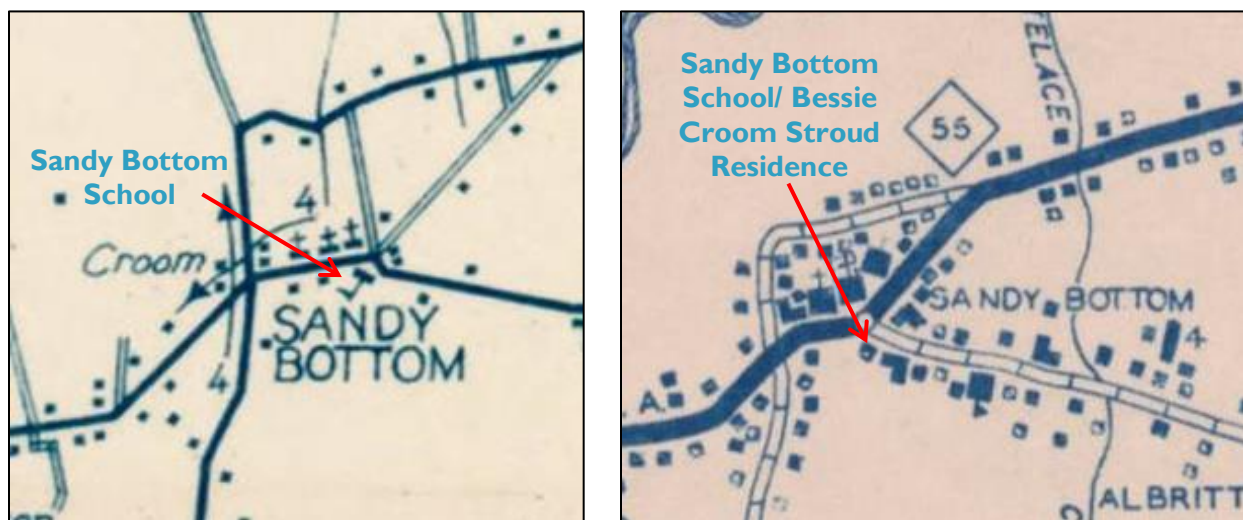 Sandy Bottom
School
4
Croom
SANDY
BOTTOM
4
Sandy Bottom
School/ Bessie
Croom Stroud
Residence
55
TELACE
SANDY BOTTOM
4
A.
ALBRITT